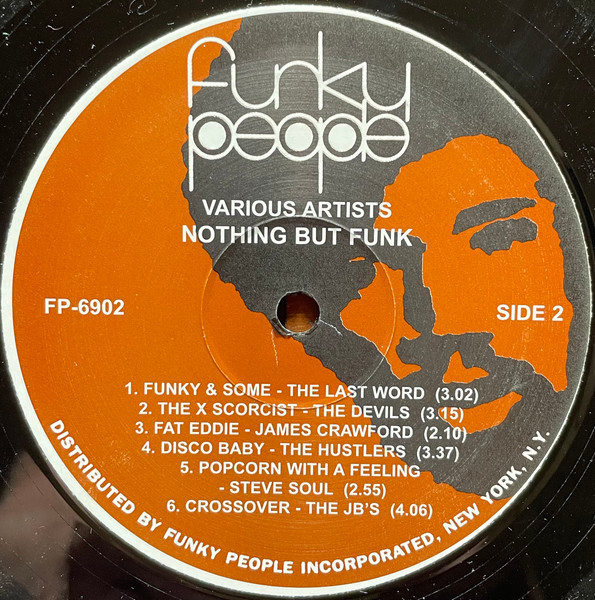 funky
people
VARIOUS ARTISTS
NOTHING BUT FUNK
FP-6902
SIDE 2
1. FUNKY & SOME - THE LAST WORD (3.02)
2. THE X SCORCIST - THE DEVILS (3.15)
3. FAT EDDIE - JAMES CRAWFORD (2.10)
4. DISCO BABY - THE HUSTLERS (3.37)
5. POPCORN WITH A FEELING
- STEVE SOUL (2.55)
6. CROSSOVER - THE JB'S (4.06)
DISTRIBUTED BY FUNKY PEOPLE INCORPORATED, NEW YORK, N.Y.